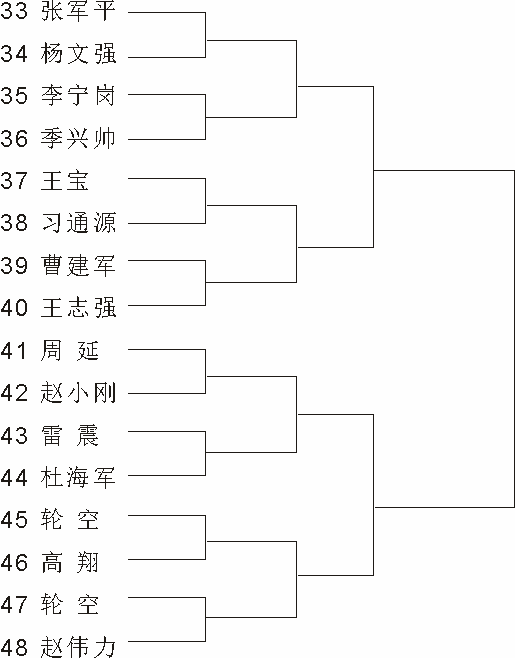 33 张军平
34 杨文强
35 李宁岗
36 季兴帅
37 王宝
38 习通源
39 曹建军
40 王志强
41 周 延
42 赵小刚
43 雷 震
44 杜海军
45 轮 空
46 高 翔
47 轮 空
48 赵伟力